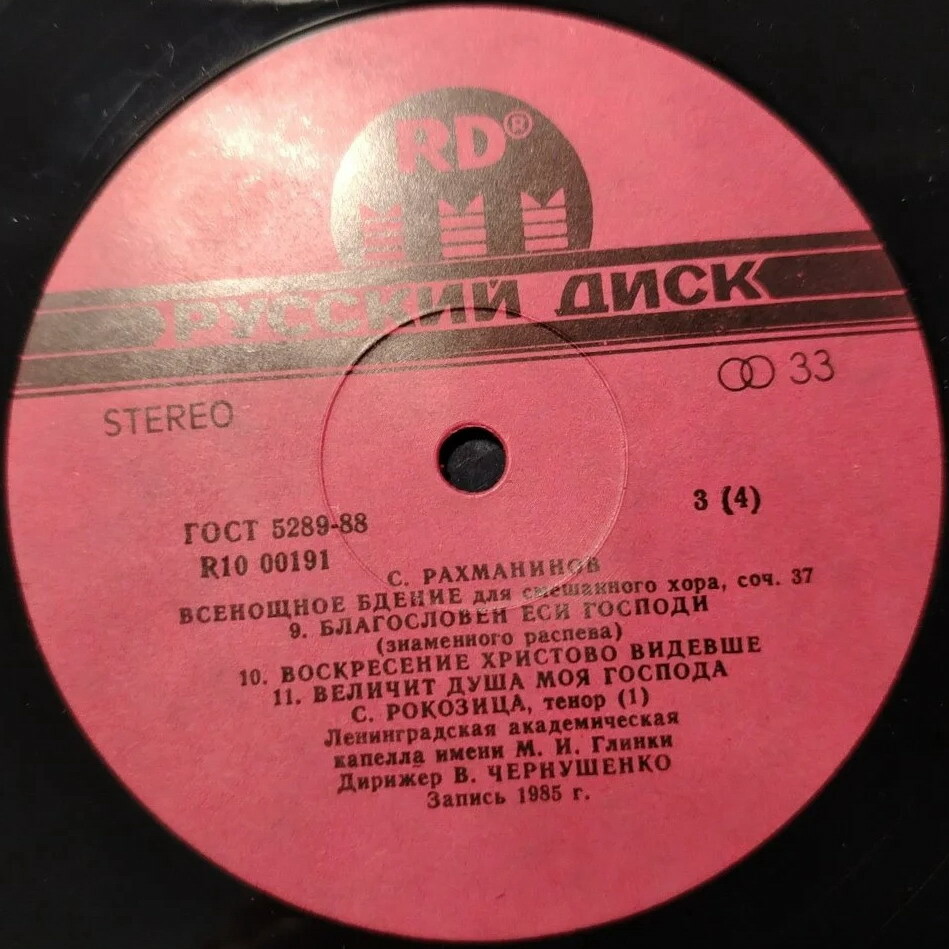 RD®
РУССКИЙ ДИСК
STEREO
33
3 (4)
ГОСТ 5289-88
R10 00191
С. РАХМАНИНОВ
ВСЕНОЩНОЕ БДЕНИЕ для смешанного хора, соч. 37
9. БЛАГОСЛОВЕН ЕСИ ГОСПОДИ
(знаменного распева)
10. ВОСКРЕСЕНИЕ ХРИСТОВО ВИДЕВШЕ
11. ВЕЛИЧИТ ДУША МОЯ ГОСПОДА
С. РОКОЗИЦА, тенор (1)
Ленинградская академическая
капелла имени М. И. Глинки
Дирижер В. ЧЕРНУШЕНКО
Запись 1985 г.